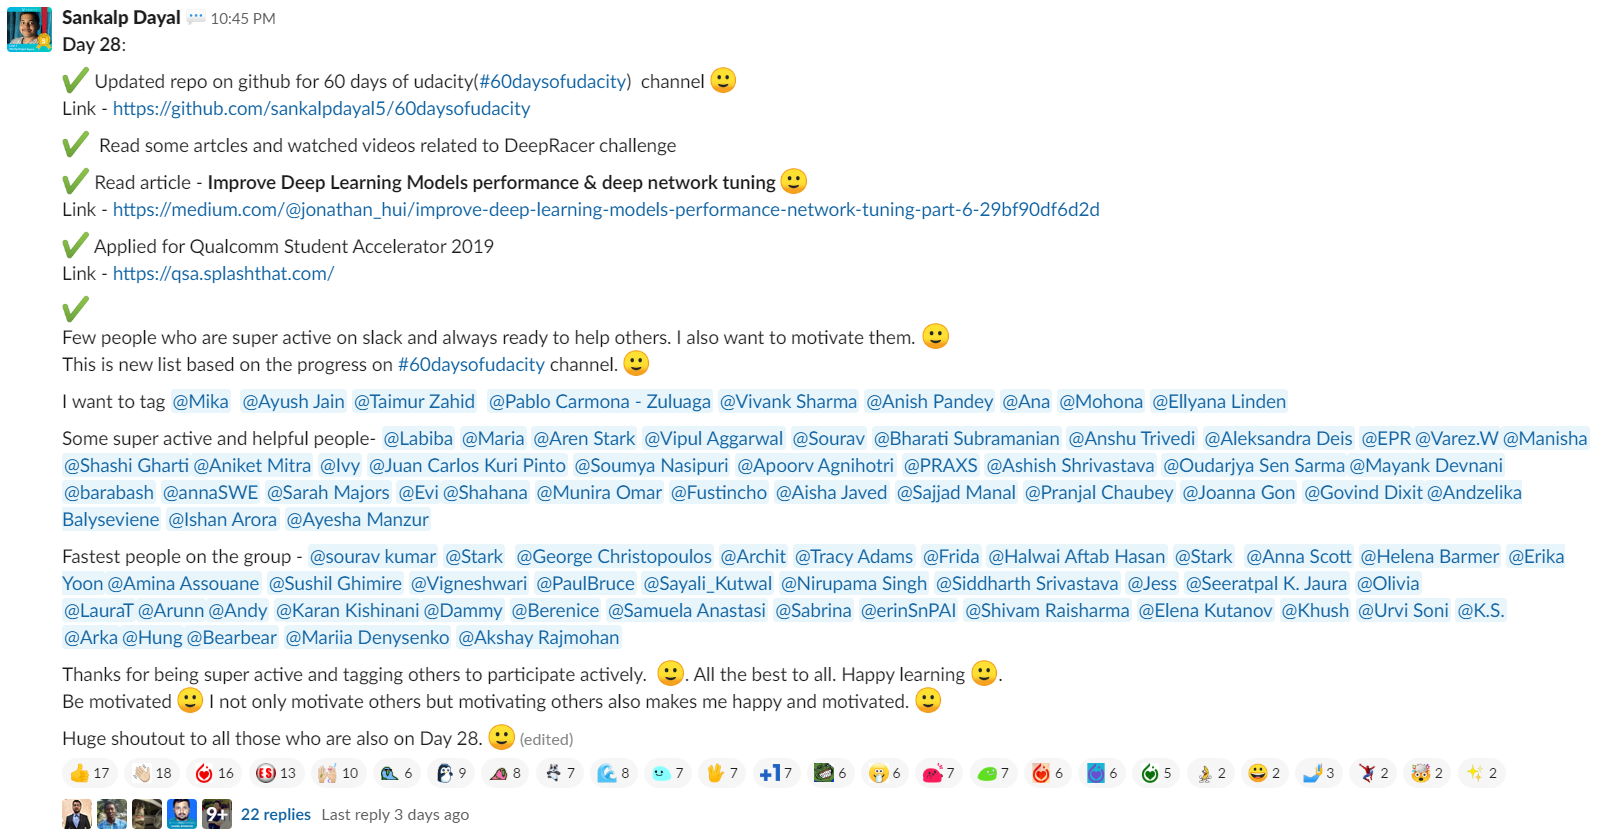 Sankalp Dayal 10:45 PM
Day 28:
Updated repo on github for 60 days of udacity(#60daysofudacity) channel
Link - https://github.com/sankalpdayal5/60daysofudacity
Read some artcles and watched videos related to DeepRacer challenge
Read article - Improve Deep Learning Models performance & deep network tuning
Link - https://medium.com/@jonathan_hui/improve-deep-learning-models-performance-network-tuning-part-6-29bf90df6d2d
Applied for Qualcomm Student Accelerator 2019
Link - https://qsa.splashthat.com/
Few people who are super active on slack and always ready to help others. I also want to motivate them.
This is new list based on the progress on #60daysofudacity channel.
I want to tag @Mika @Ayush Jain @Taimur Zahid @Pablo Carmona - Zuluaga @Vivank Sharma @Anish Pandey @Ana @Mohona @Ellyana Linden
Some super active and helpful people- @Labiba @Maria @Aren Stark @Vipul Aggarwal @Sourav @Bharati Subramanian @Anshu Trivedi @Aleksandra Deis @EPR @Varez.W @Manisha
@Shashi Gharti @Aniket Mitra @Ivy @Juan Carlos Kuri Pinto @Soumya Nasipuri @Apoorv Agnihotri @PRAXS @Ashish Shrivastava @Oudarjya Sen Sarma @Mayank Devnani
@barabash @annaSWE @Sarah Majors @Evi @Shahana @Munira Omar @Fustincho @Aisha Javed @Sajjad Manal @Pranjal Chaubey @Joanna Gon @Govind Dixit @Andzelika
Balyseviene @Ishan Arora @Ayesha Manzur
Fastest people on the group - @sourav kumar @Stark @George Christopoulos @Archit @Tracy Adams @Frida @Halwai Aftab Hasan @Stark @Anna Scott @Helena Barmer @Erika
Yoon @Amina Assouane @Sushil Ghimire @Vigneshwari @PaulBruce @Sayali_Kutwal @Nirupama Singh @Siddharth Srivastava @Jess @Seeratpal K. Jaura @Olivia
@LauraT @Arunn @Andy @Karan Kishinani @Dammy @Berenice @Samuela Anastasi @Sabrina @erinSnPAI @Shivam Raisharma @Elena Kutanov @Khush @Urvi Soni @K.S.
@Arka @Hung @Bearbear @Mariia Denysenko @Akshay Rajmohan
Thanks for being super active and tagging others to participate actively. . All the best to all. Happy learning .
Be motivated I not only motivate others but motivating others also makes me happy and motivated.
Huge shoutout to all those who are also on Day 28. (edited)
17 18 16 ES 13 10 6 9 8 7 8 7 7 +1 7 6 6 7 7 6 6 5 2 2 3 2 2 2
9+ 22 replies Last reply 3 days ago